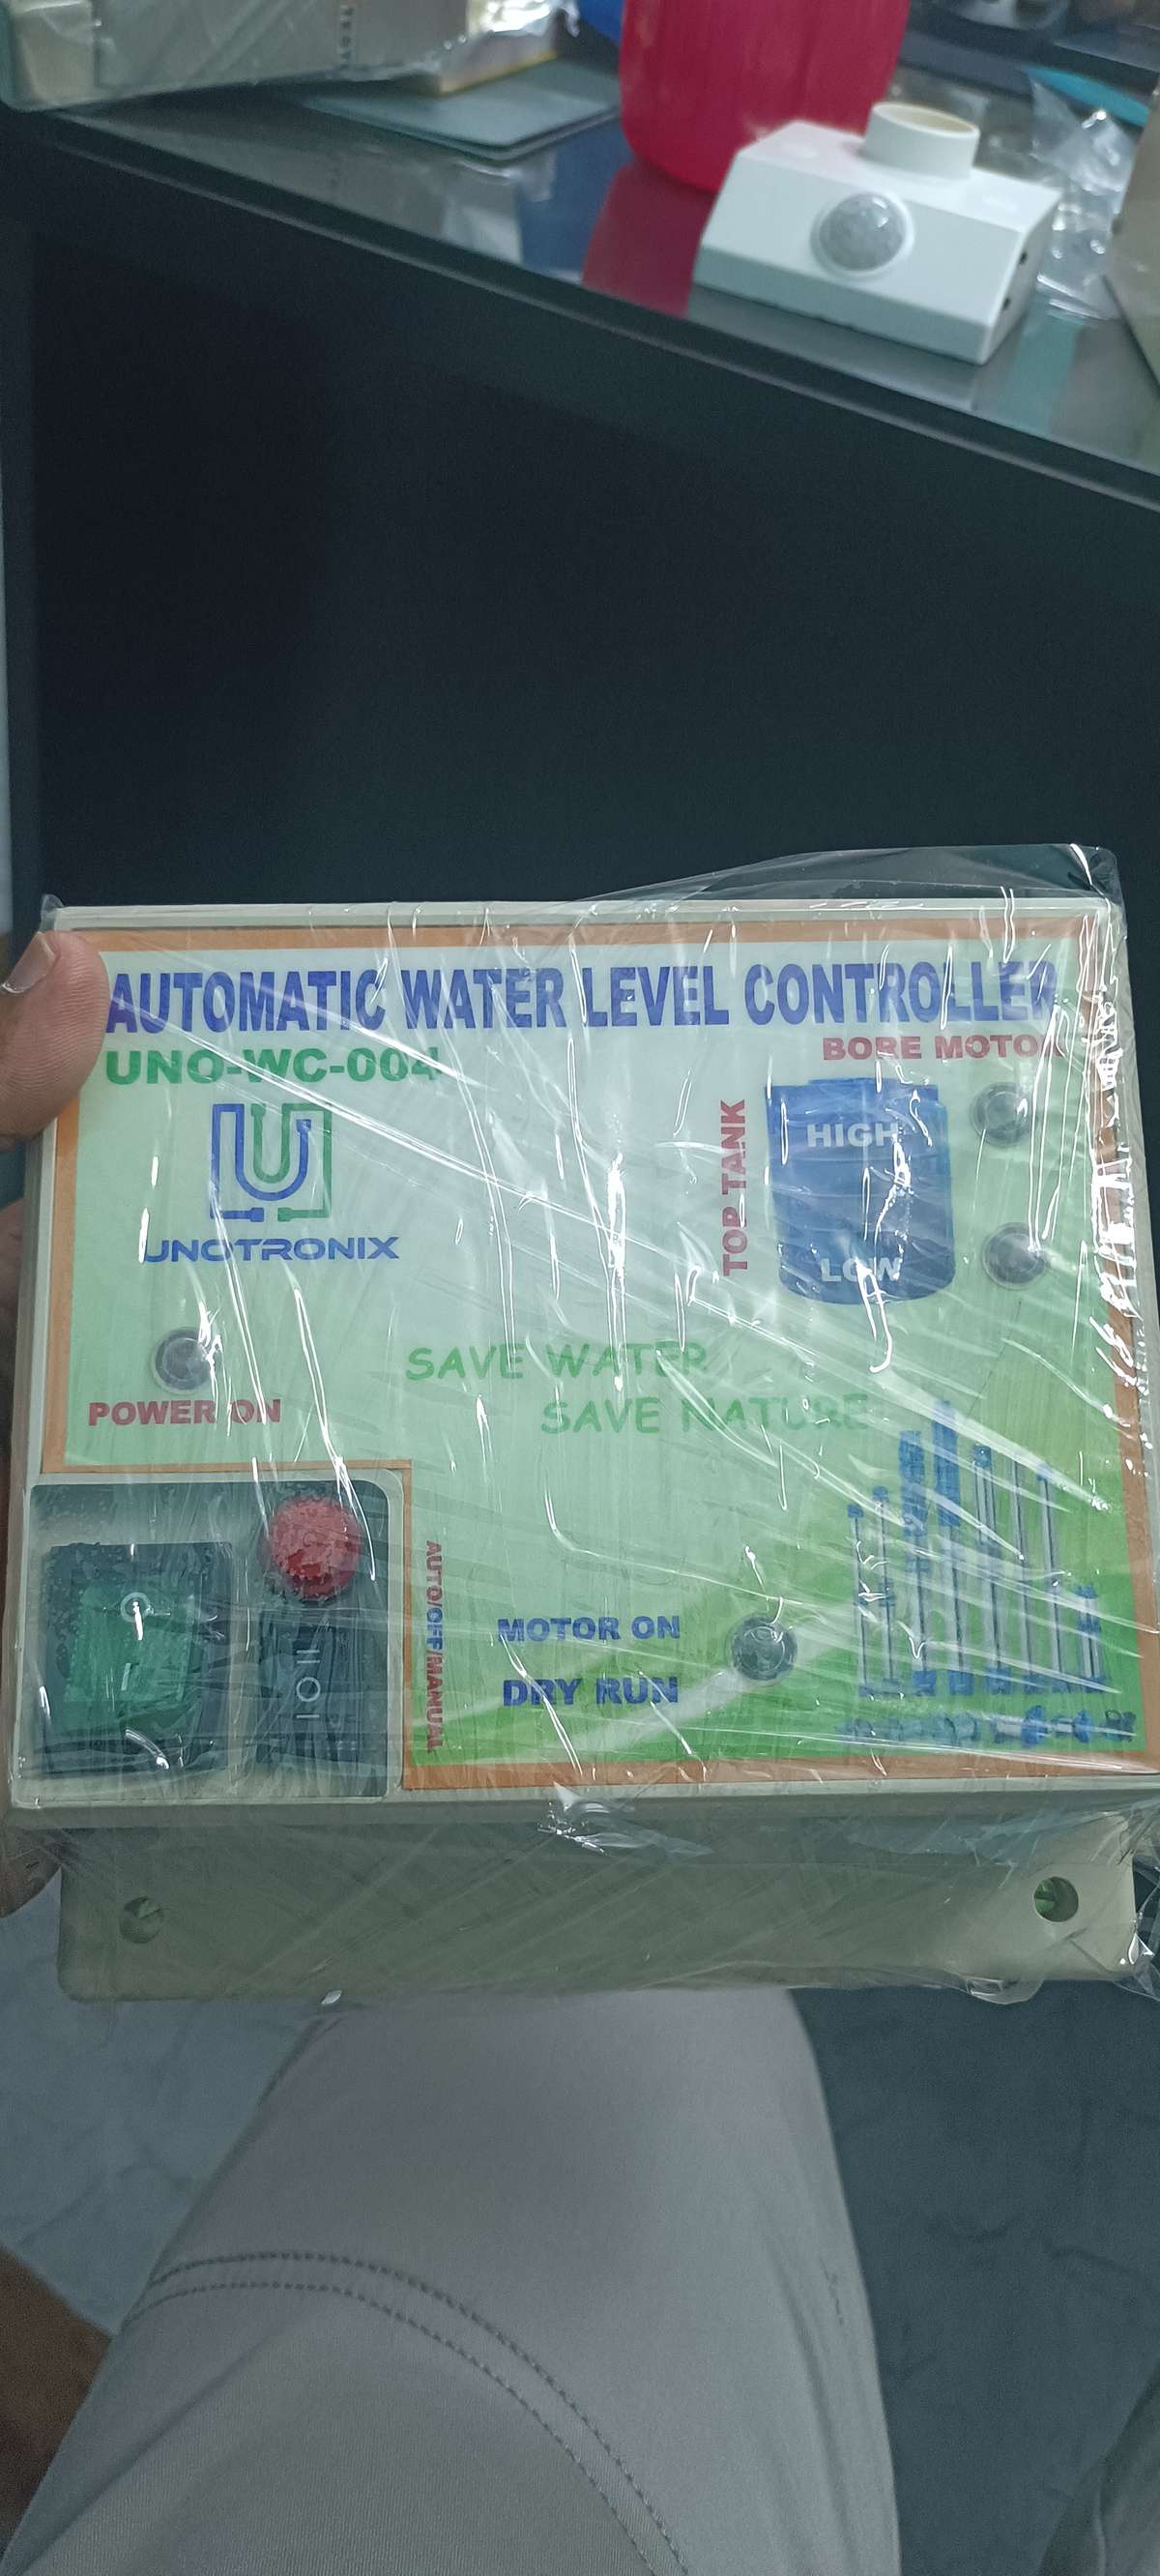 AUTOMATIC WATER LEVEL CONTROLLER
UNO-WC-004
BORE MOTOR
UNOTRONIX
TOP TANK
HIGH
LOW
POWER ON
SAVE WATER
SAVE NATURE
AUTO/OFF/MANUAL
MOTOR ON
DRY RUN